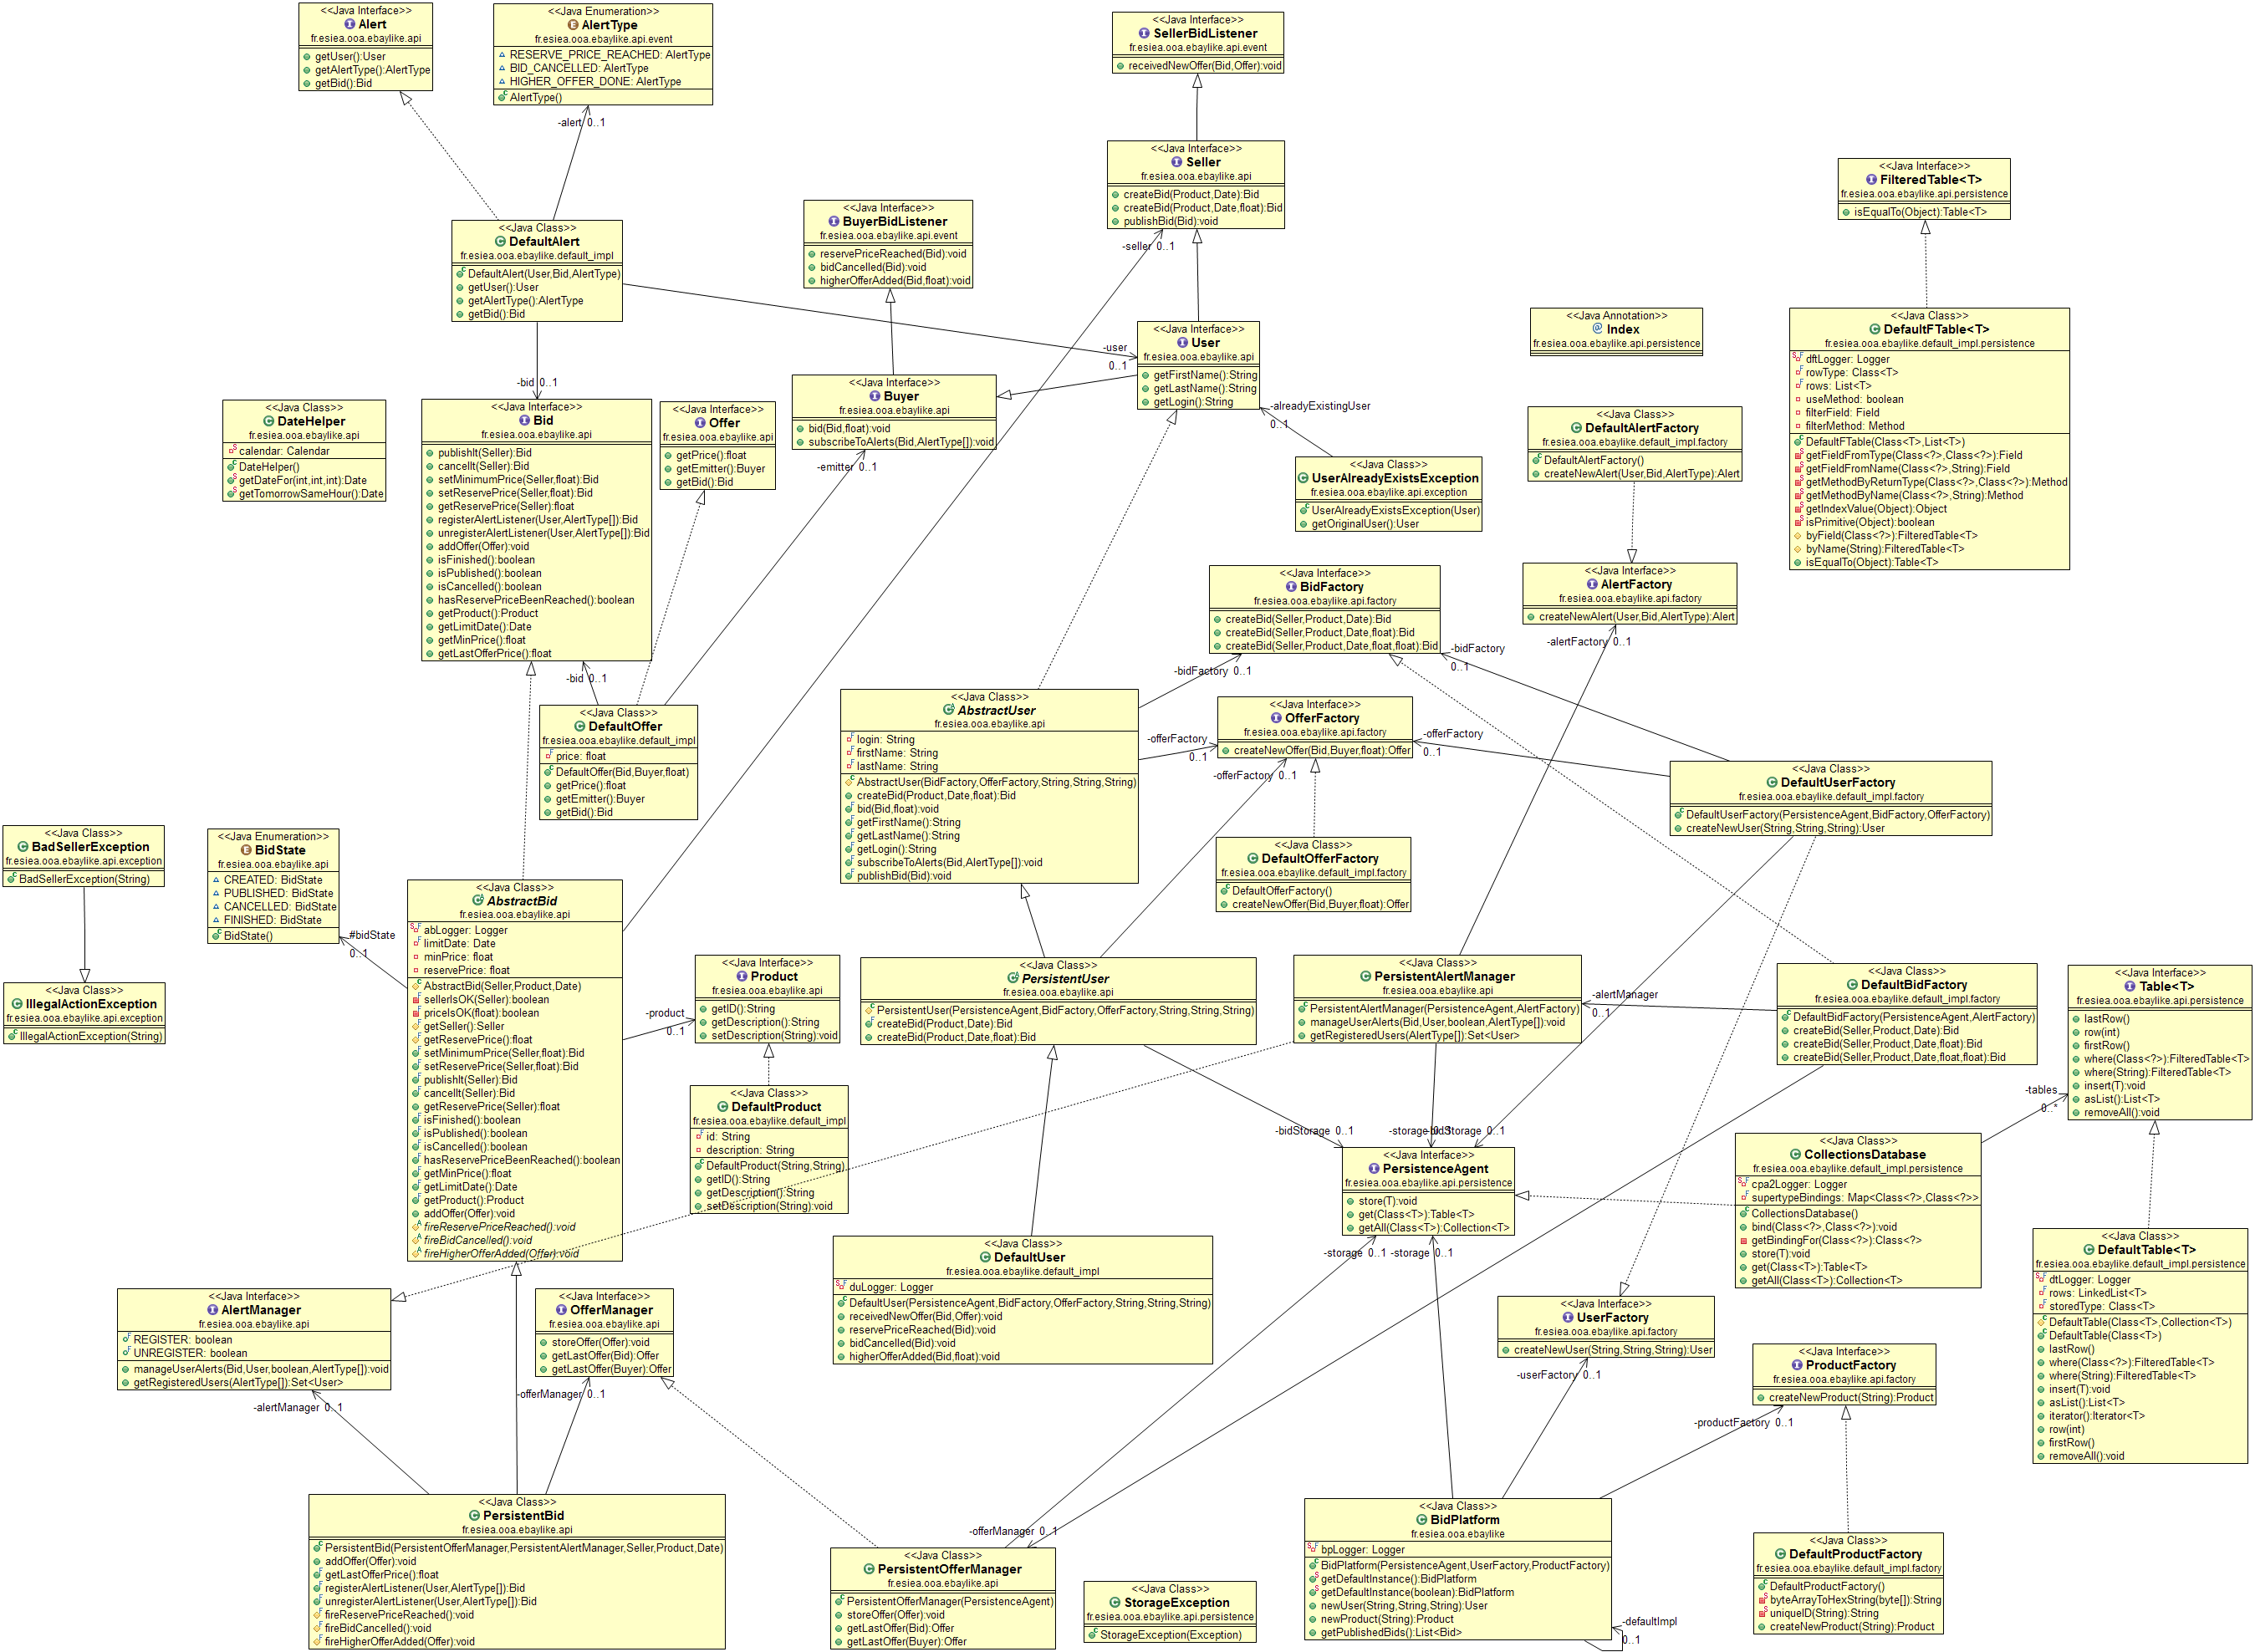 <<Java Interface>>
Alert
fr.esiea.ooa.ebaylike.api
getUser():User
getAlertType():AlertType
getBid():Bid
<<Java Enumeration>>
AlertType
fr.esiea.ooa.ebaylike.api.event
RESERVE_PRICE_REACHED: AlertType
BID_CANCELLED: AlertType
HIGHER_OFFER_DONE: AlertType
AlertType()
-alert 0..1
<<Java Interface>>
SellerBidListener
fr.esiea.ooa.ebaylike.api.event
receivedNewOffer(Bid,Offer):void
<<Java Interface>>
Seller
fr.esiea.ooa.ebaylike.api
createBid(Product,Date):Bid
createBid(Product,Date,float):Bid
publishBid(Bid):void
-seller 0..1
<<Java Interface>>
FilteredTable<T>
fr.esiea.ooa.ebaylike.api.persistence
isEqualTo(Object):Table<T>
<<Java Interface>>
BuyerBidListener
fr.esiea.ooa.ebaylike.api.event
reservePriceReached(Bid):void
bidCancelled(Bid):void
higherOfferAdded(Bid,float):void
<<Java Class>>
DefaultAlert
fr.esiea.ooa.ebaylike.default_impl
DefaultAlert(User,Bid,AlertType)
getUser():User
getAlertType():AlertType
getBid():Bid
-user
0..1
-bid 0..1
<<Java Interface>>
User
fr.esiea.ooa.ebaylike.api
getFirstName():String
getLastName():String
getLogin():String
-alreadyExistingUser
0..1
<<Java Annotation>>
Index
fr.esiea.ooa.ebaylike.api.persistence
<<Java Class>>
DefaultFTable<T>
fr.esiea.ooa.ebaylike.default_impl.persistence
dftLogger: Logger
rowType: Class<T>
rows: List<T>
useMethod: boolean
filterField: Field
filterMethod: Method
DefaultFTable(Class<T>,List<T>)
getFieldFromType(Class<?>,Class<?>):Field
getFieldFromName(Class<?>,String):Field
getMethodByReturnType(Class<?>,Class<?>):Method
getMethodByName(Class<?>,String):Method
getIndexValue(Object):Object
isPrimitive(Object):boolean
byField(Class<?>):FilteredTable<T>
byName(String):FilteredTable<T>
isEqualTo(Object):Table<T>
<<Java Class>>
DateHelper
fr.esiea.ooa.ebaylike.api
calendar: Calendar
DateHelper()
getDateFor(int,int,int):Date
getTomorrowSameHour():Date
<<Java Interface>>
Bid
fr.esiea.ooa.ebaylike.api
publishIt(Seller):Bid
cancelIt(Seller):Bid
setMinimumPrice(Seller,float):Bid
setReservePrice(Seller,float):Bid
getReservePrice(Seller):float
registerAlertListener(User,AlertType[]):Bid
unregisterAlertListener(User,AlertType[]):Bid
addOffer(Offer):void
isFinished():boolean
isPublished():boolean
isCancelled():boolean
hasReservePriceBeenReached():boolean
getProduct():Product
getLimitDate():Date
getMinPrice():float
getLastOfferPrice():float
-bid 0..1
<<Java Interface>>
Offer
fr.esiea.ooa.ebaylike.api
getPrice():float
getEmitter():Buyer
getBid():Bid
<<Java Interface>>
Buyer
fr.esiea.ooa.ebaylike.api
bid(Bid,float):void
subscribeToAlerts(Bid,AlertType[]):void
-emitter 0..1
<<Java Class>>
UserAlreadyExistsException
fr.esiea.ooa.ebaylike.api.exception
UserAlreadyExistsException(User)
getOriginalUser():User
<<Java Class>>
DefaultAlertFactory
fr.esiea.ooa.ebaylike.default_impl.factory
DefaultAlertFactory()
createNewAlert(User,Bid,AlertType):Alert
<<Java Interface>>
AlertFactory
fr.esiea.ooa.ebaylike.api.factory
createNewAlert(User,Bid,AlertType):Alert
-alertFactory 0..1
<<Java Interface>>
BidFactory
fr.esiea.ooa.ebaylike.api.factory
createBid(Seller,Product,Date):Bid
createBid(Seller,Product,Date,float):Bid
createBid(Seller,Product,Date,float,float):Bid
-bidFactory
0..1
-bidFactory 0..1
<<Java Class>>
DefaultOffer
fr.esiea.ooa.ebaylike.default_impl
price: float
DefaultOffer(Bid,Buyer,float)
getPrice():float
getEmitter():Buyer
getBid():Bid
<<Java Class>>
AbstractUser
fr.esiea.ooa.ebaylike.api
login: String
firstName: String
lastName: String
AbstractUser(BidFactory,OfferFactory,String,String,String)
createBid(Product,Date,float):Bid
bid(Bid,float):void
getFirstName():String
getLastName():String
getLogin():String
subscribeToAlerts(Bid,AlertType[]):void
publishBid(Bid):void
<<Java Interface>>
OfferFactory
fr.esiea.ooa.ebaylike.api.factory
createNewOffer(Bid,Buyer,float):Offer
-offerFactory
0..1
-offerFactory
0..1
-offerFactory 0..1
<<Java Class>>
DefaultUserFactory
fr.esiea.ooa.ebaylike.default_impl.factory
DefaultUserFactory(PersistenceAgent,BidFactory,OfferFactory)
createNewUser(String,String,String):User
<<Java Class>>
DefaultOfferFactory
fr.esiea.ooa.ebaylike.default_impl.factory
DefaultOfferFactory()
createNewOffer(Bid,Buyer,float):Offer
<<Java Class>>
BadSellerException
fr.esiea.ooa.ebaylike.api.exception
BadSellerException(String)
<<Java Enumeration>>
BidState
fr.esiea.ooa.ebaylike.api
CREATED: BidState
PUBLISHED: BidState
CANCELLED: BidState
FINISHED: BidState
BidState()
#bidState
0..1
<<Java Class>>
AbstractBid
fr.esiea.ooa.ebaylike.api
abLogger: Logger
limitDate: Date
minPrice: float
reservePrice: float
AbstractBid(Seller,Product,Date)
sellerIsOK(Seller):boolean
priceIsOK(float):boolean
getSeller():Seller
getReservePrice():float
setMinimumPrice(Seller,float):Bid
setReservePrice(Seller,float):Bid
publishIt(Seller):Bid
cancelIt(Seller):Bid
getReservePrice(Seller):float
isFinished():boolean
isPublished():boolean
isCancelled():boolean
hasReservePriceBeenReached():boolean
getMinPrice():float
getLimitDate():Date
getProduct():Product
addOffer(Offer):void
fireReservePriceReached():void
fireBidCancelled():void
fireHigherOfferAdded(Offer):void
<<Java Class>>
IllegalActionException
fr.esiea.ooa.ebaylike.api.exception
IllegalActionException(String)
<<Java Interface>>
Product
fr.esiea.ooa.ebaylike.api
getID():String
getDescription():String
setDescription(String):void
-product
0..1
<<Java Class>>
PersistentUser
fr.esiea.ooa.ebaylike.api
PersistentUser(PersistenceAgent,BidFactory,OfferFactory,String,String,String)
createBid(Product,Date):Bid
createBid(Product,Date,float):Bid
<<Java Class>>
PersistentAlertManager
fr.esiea.ooa.ebaylike.api
PersistentAlertManager(PersistenceAgent,AlertFactory)
manageUserAlerts(Bid,User,boolean,AlertType[]):void
getRegisteredUsers(AlertType[]):Set<User>
-alertManager
0..1
<<Java Class>>
DefaultBidFactory
fr.esiea.ooa.ebaylike.default_impl.factory
DefaultBidFactory(PersistenceAgent,AlertFactory)
createBid(Seller,Product,Date):Bid
createBid(Seller,Product,Date,float):Bid
createBid(Seller,Product,Date,float,float):Bid
<<Java Interface>>
Table<T>
fr.esiea.ooa.ebaylike.api.persistence
lastRow()
row(int)
firstRow()
where(Class<?>):FilteredTable<T>
where(String):FilteredTable<T>
insert(T):void
asList():List<T>
removeAll():void
-tables
0..*
<<Java Class>>
DefaultProduct
fr.esiea.ooa.ebaylike.default_impl
id: String
description: String
DefaultProduct(String,String)
getID():String
getDescription():String
setDescription(String):void
-bidStorage 0..1
-storage 0..1
-bidStorage 0..1
<<Java Interface>>
PersistenceAgent
fr.esiea.ooa.ebaylike.api.persistence
store(T):void
get(Class<T>):Table<T>
getAll(Class<T>):Collection<T>
-storage 0..1
-storage 0..1
<<Java Class>>
CollectionsDatabase
fr.esiea.ooa.ebaylike.default_impl.persistence
cpa2Logger: Logger
supertypeBindings: Map<Class<?>,Class<?>>
CollectionsDatabase()
bind(Class<?>,Class<?>):void
getBindingFor(Class<?>):Class<?>
store(T):void
get(Class<T>):Table<T>
getAll(Class<T>):Collection<T>
<<Java Class>>
DefaultUser
fr.esiea.ooa.ebaylike.default_impl
duLogger: Logger
DefaultUser(PersistenceAgent,BidFactory,OfferFactory,String,String,String)
receivedNewOffer(Bid,Offer):void
reservePriceReached(Bid):void
bidCancelled(Bid):void
higherOfferAdded(Bid,float):void
<<Java Class>>
DefaultTable<T>
fr.esiea.ooa.ebaylike.default_impl.persistence
dtLogger: Logger
rows: LinkedList<T>
storedType: Class<T>
DefaultTable(Class<T>,Collection<T>)
DefaultTable(Class<T>)
lastRow()
where(Class<?>):FilteredTable<T>
where(String):FilteredTable<T>
insert(T):void
asList():List<T>
iterator():Iterator<T>
row(int)
firstRow()
removeAll():void
<<Java Interface>>
AlertManager
fr.esiea.ooa.ebaylike.api
REGISTER: boolean
UNREGISTER: boolean
manageUserAlerts(Bid,User,boolean,AlertType[]):void
getRegisteredUsers(AlertType[]):Set<User>
-alertManager 0..1
<<Java Interface>>
OfferManager
fr.esiea.ooa.ebaylike.api
storeOffer(Offer):void
getLastOffer(Bid):Offer
getLastOffer(Buyer):Offer
-offerManager 0..1
<<Java Interface>>
UserFactory
fr.esiea.ooa.ebaylike.api.factory
createNewUser(String,String,String):User
-userFactory 0..1
<<Java Interface>>
ProductFactory
fr.esiea.ooa.ebaylike.api.factory
createNewProduct(String):Product
-productFactory 0..1
<<Java Class>>
PersistentBid
fr.esiea.ooa.ebaylike.api
PersistentBid(PersistentOfferManager,PersistentAlertManager,Seller,Product,Date)
addOffer(Offer):void
getLastOfferPrice():float
registerAlertListener(User,AlertType[]):Bid
unregisterAlertListener(User,AlertType[]):Bid
fireReservePriceReached():void
fireBidCancelled():void
fireHigherOfferAdded(Offer):void
-offerManager 0..1
<<Java Class>>
PersistentOfferManager
fr.esiea.ooa.ebaylike.api
PersistentOfferManager(PersistenceAgent)
storeOffer(Offer):void
getLastOffer(Bid):Offer
getLastOffer(Buyer):Offer
<<Java Class>>
StorageException
fr.esiea.ooa.ebaylike.api.persistence
StorageException(Exception)
<<Java Class>>
BidPlatform
fr.esiea.ooa.ebaylike
bpLogger: Logger
BidPlatform(PersistenceAgent,UserFactory,ProductFactory)
getDefaultInstance():BidPlatform
getDefaultInstance(boolean):BidPlatform
newUser(String,String,String):User
newProduct(String):Product
getPublishedBids():List<Bid>
-defaultImpl
0..1
<<Java Class>>
DefaultProductFactory
fr.esiea.ooa.ebaylike.default_impl.factory
DefaultProductFactory()
byteArrayToHexString(byte[]):String
uniqueID(String):String
createNewProduct(String):Product